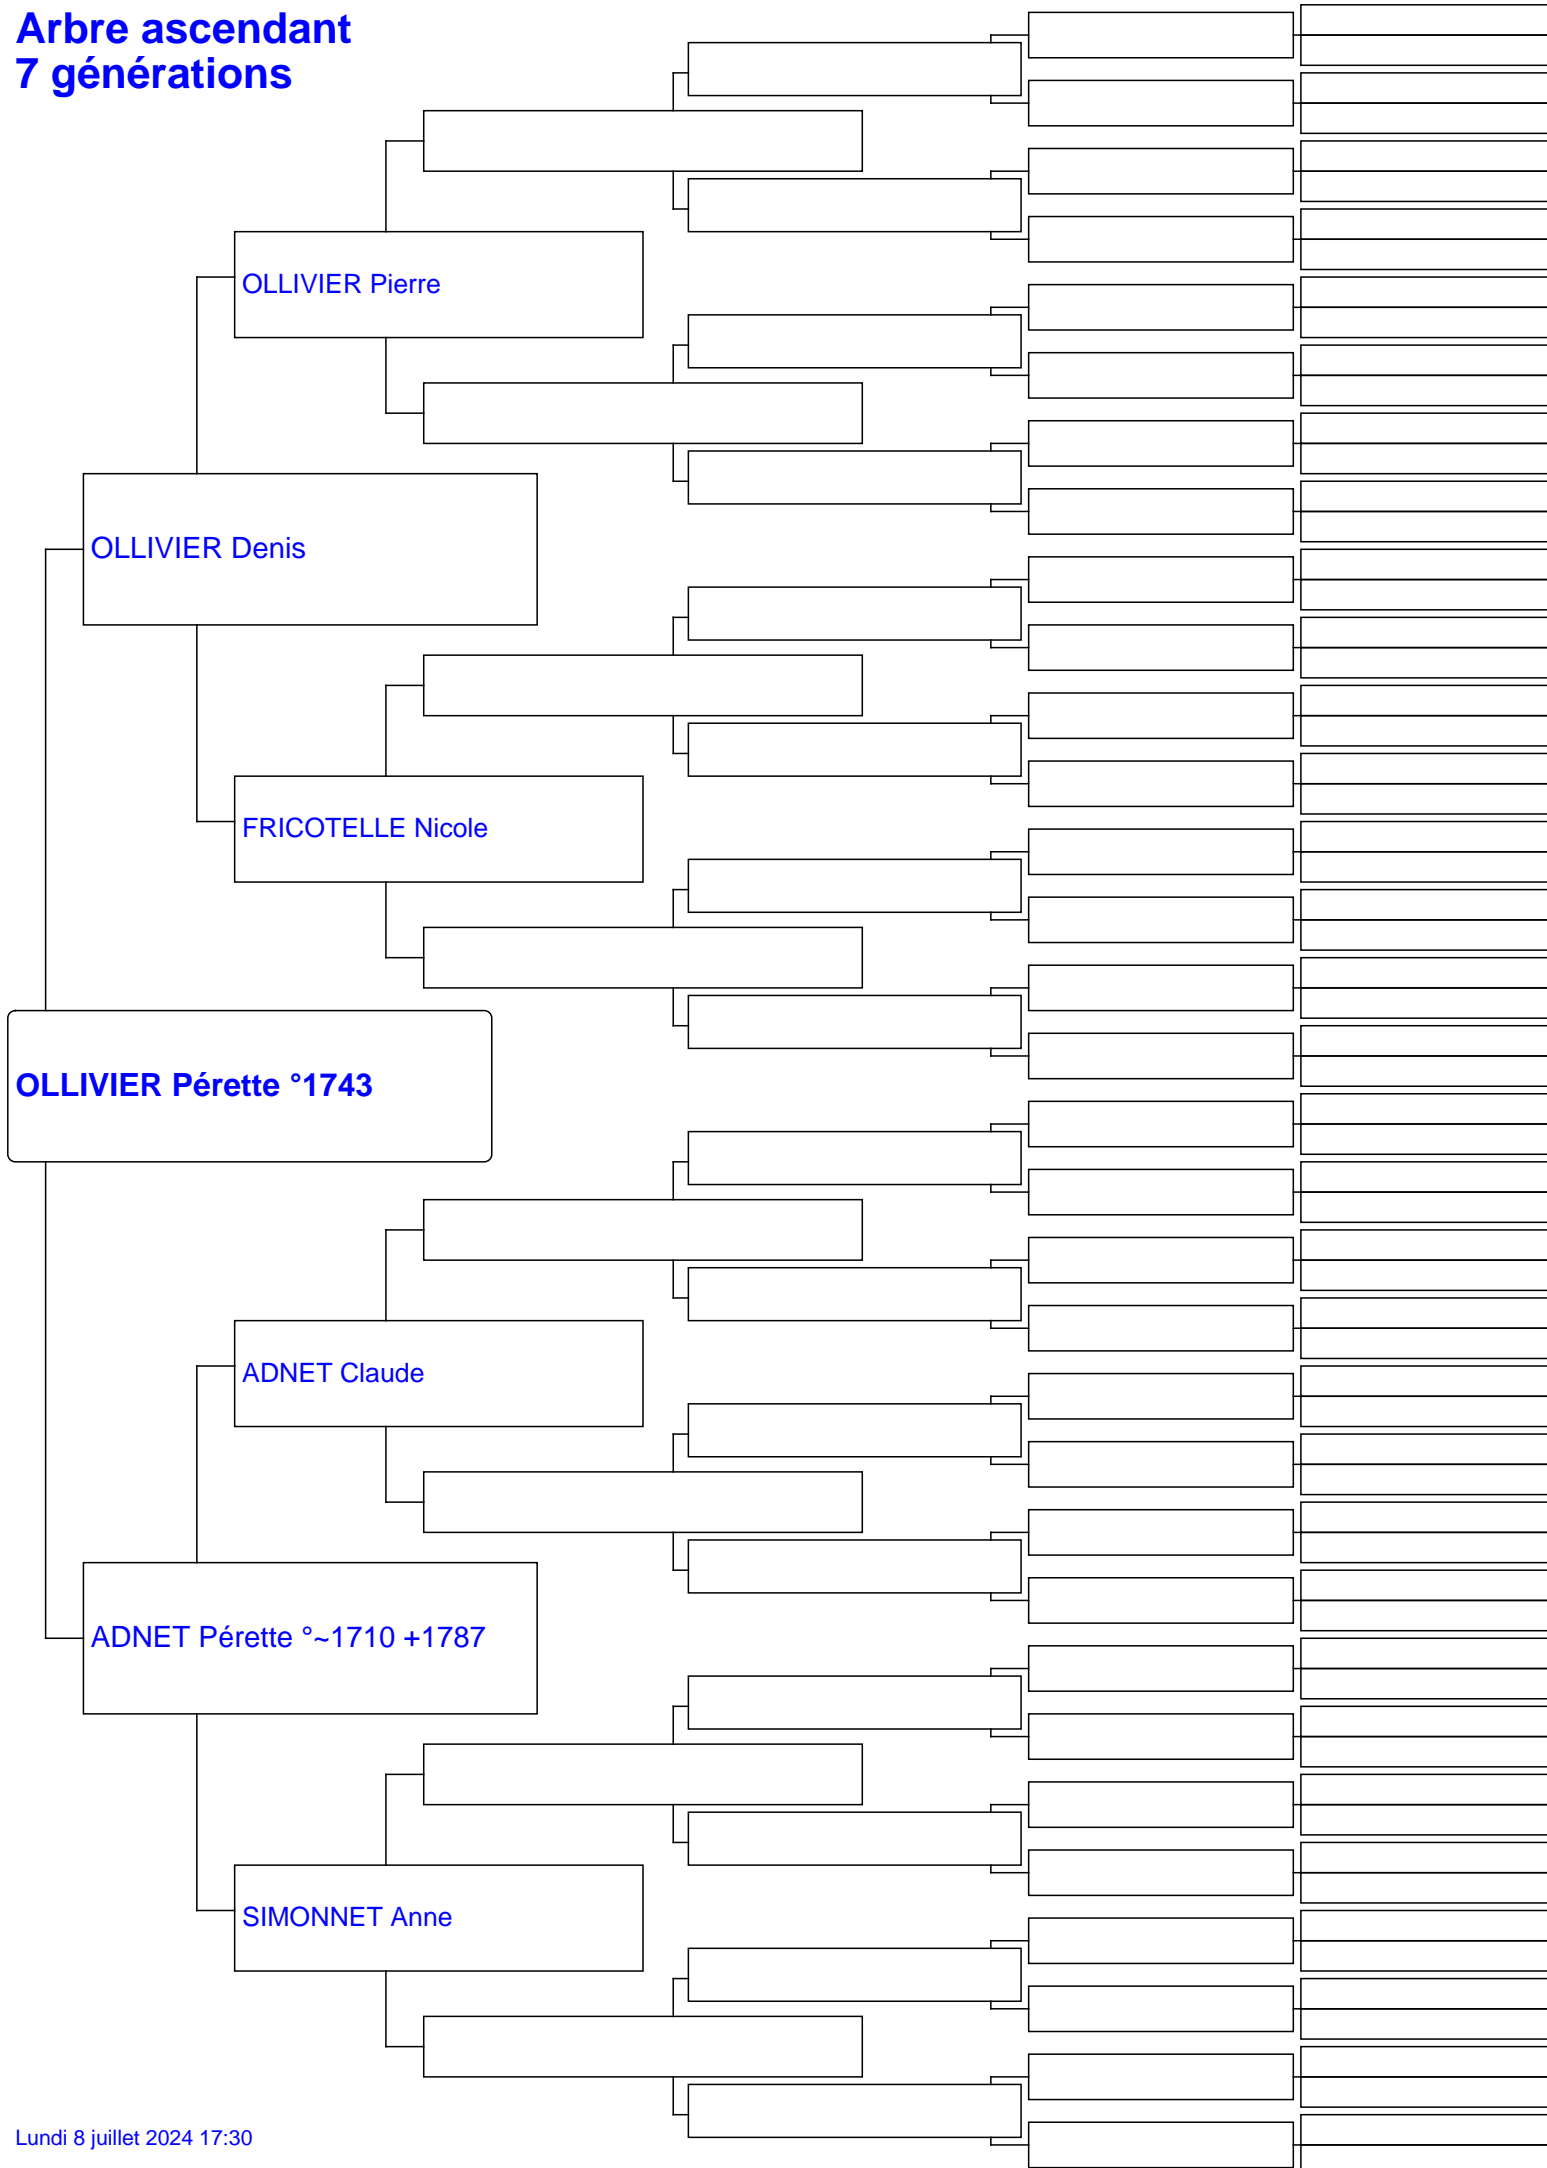 Arbre ascendant
7 générations
OLLIVIER Pierre
OLLIVIER Denis
FRICOTELLE Nicole
OLLIVIER Pérette °1743
ADNET Claude
ADNET Pérette °~1710 +1787
SIMONNET Anne
Lundi 8 juillet 2024 17:30